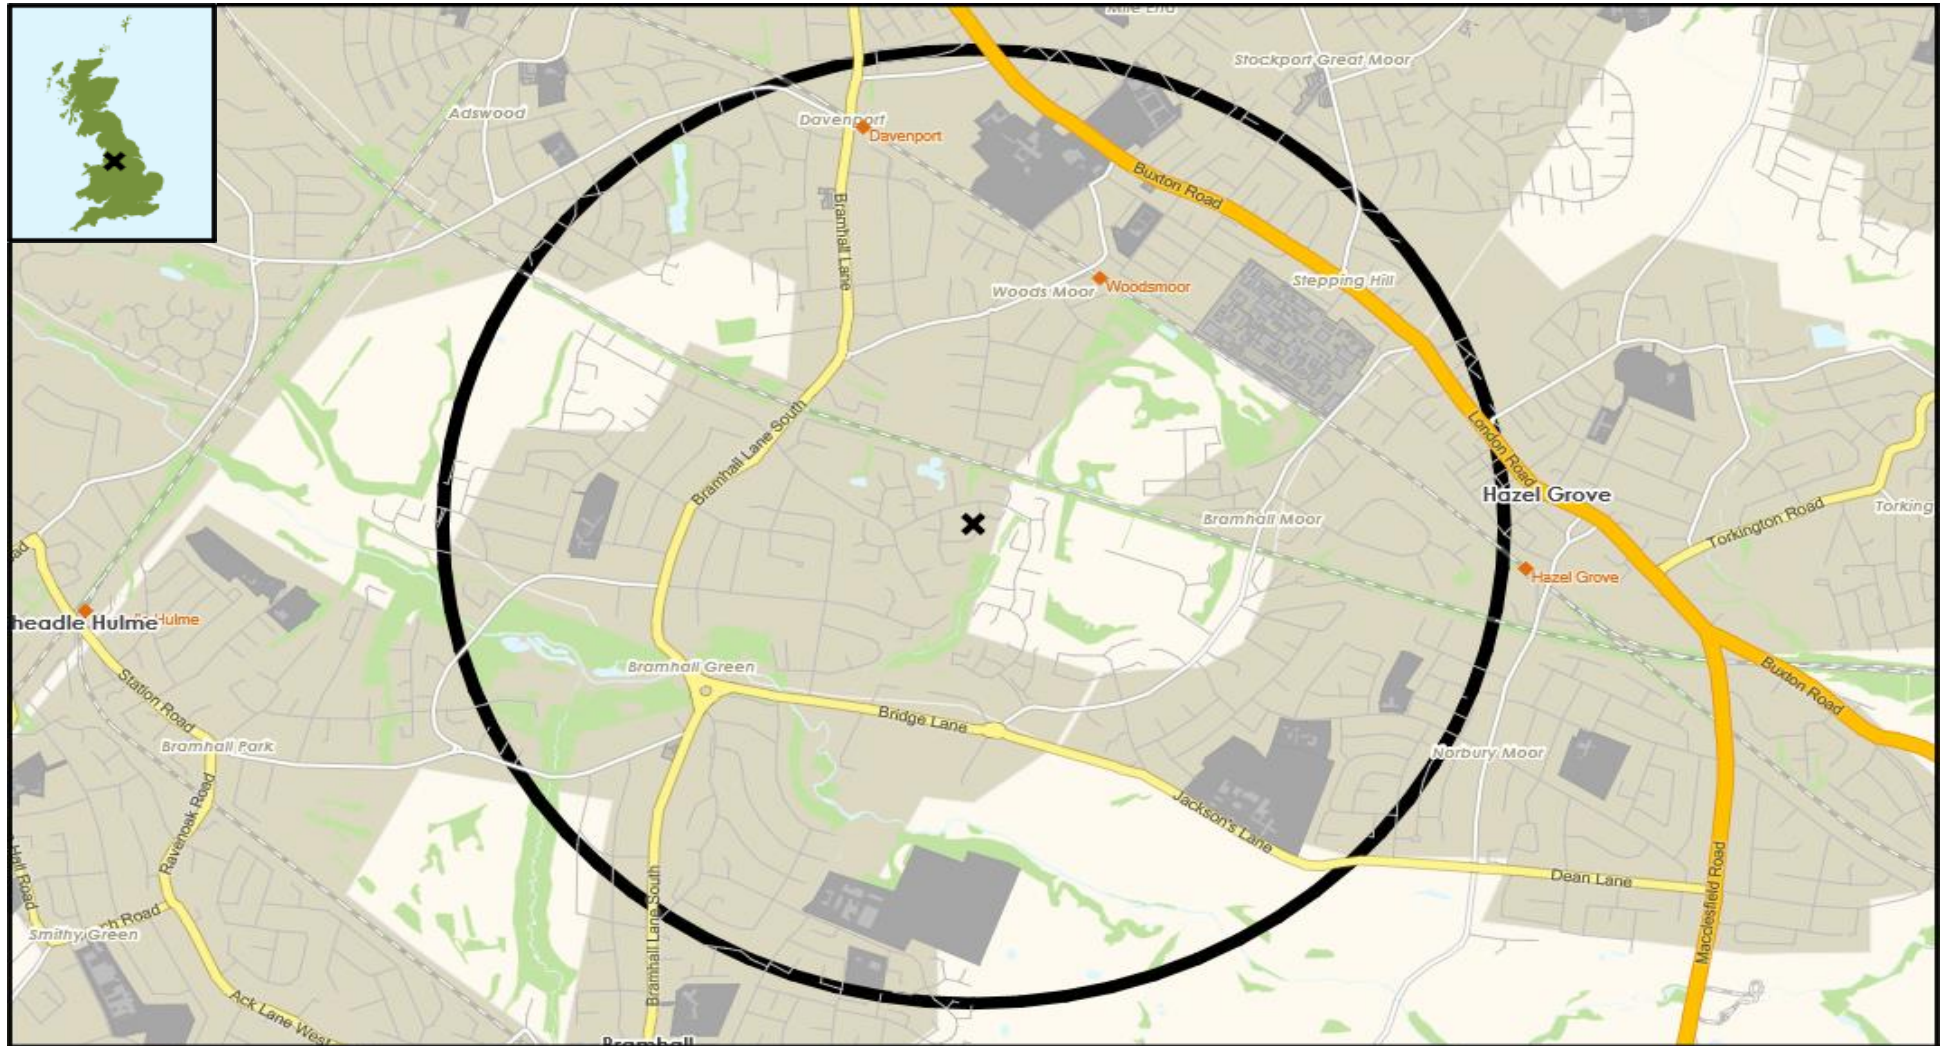 Mile End
Stockport Great Moor
Adswood
Davenport
Davenport
Buxton Road
Bramhall Lane
Stepping Hill
Woods Moor
Woodsmoor
Bramhall Lane South
London Road
Hazel Grove
Torkington Road
Torking
Bramhall Moor
Hazel Grove
headle Hulme
Hulme
Bramhall Green
Station Road
Buxton Road
Bridge Lane
Bramhall Park
Norbury Moor
Jackson's Lane
Ravenoak Road
Hall Road
Dean Lane
ch Road
Smithy Green
Bramhall Lane South
Macclesfield Road
Ack Lane West
Bramhall